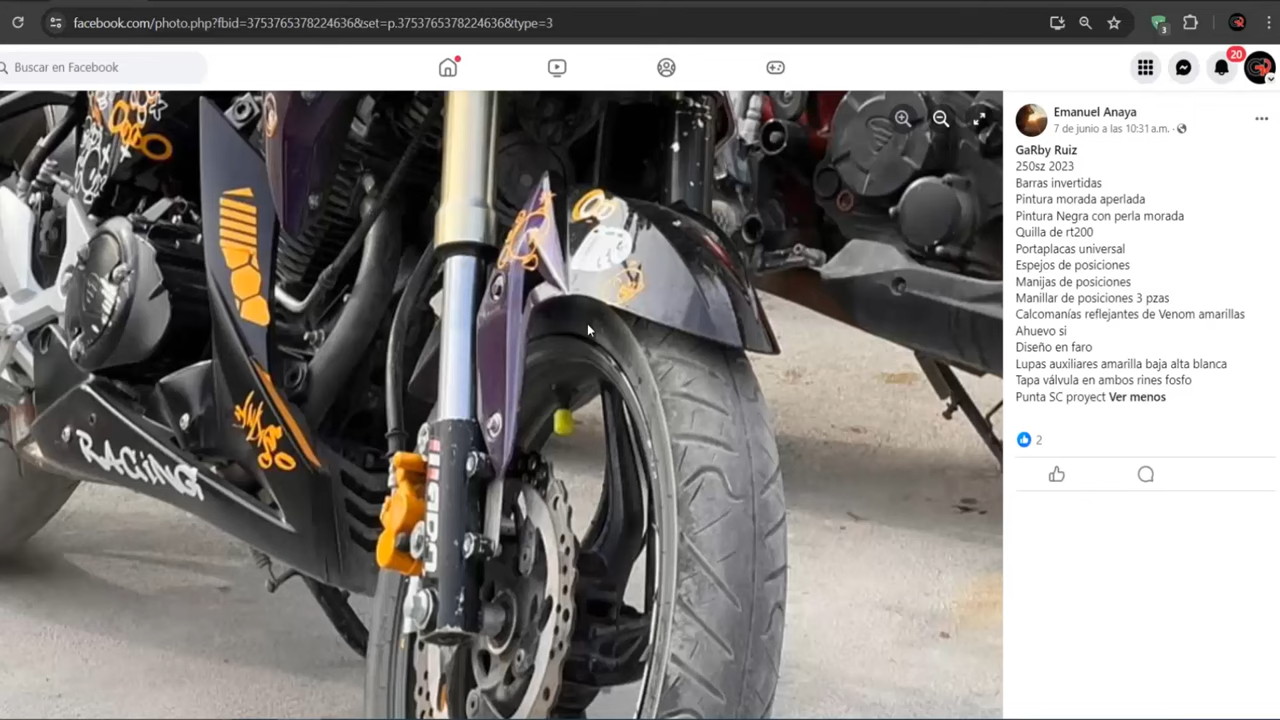 facebook.com/photo.php?fbid=3753765378224636&set=p.3753765378224636&type=3
3
Buscar en Facebook
20
Emanuel Anaya
7 de junio a las 10:31 a.m. ·
GaRby Ruiz
250sz 2023
Barras invertidas
Pintura morada aperlada
Pintura Negra con perla morada
Quilla de rt200
Portaplacas universal
Espejos de posiciones
Manijas de posiciones
Manillar de posiciones 3 pzas
Calcomanías reflejantes de Venom amarillas
Ahuevo si
Diseño en faro
Lupas auxiliares amarilla baja alta blanca
Tapa válvula en ambos rines fosfo
Punta SC proyect Ver menos
2
RACiNG